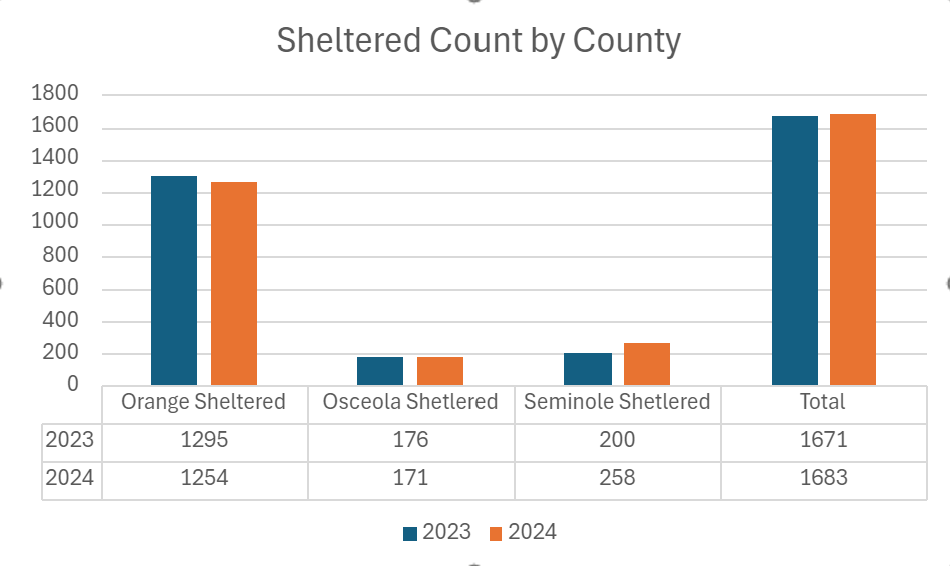 Sheltered Count by County
1800
1600
1400
1200
1000
800
600
400
200
0
Orange Sheltered Osceola Shetlered Seminole Shetlered Total
2023 1295 176 200 1671
2024 1254 171 258 1683
2023 2024